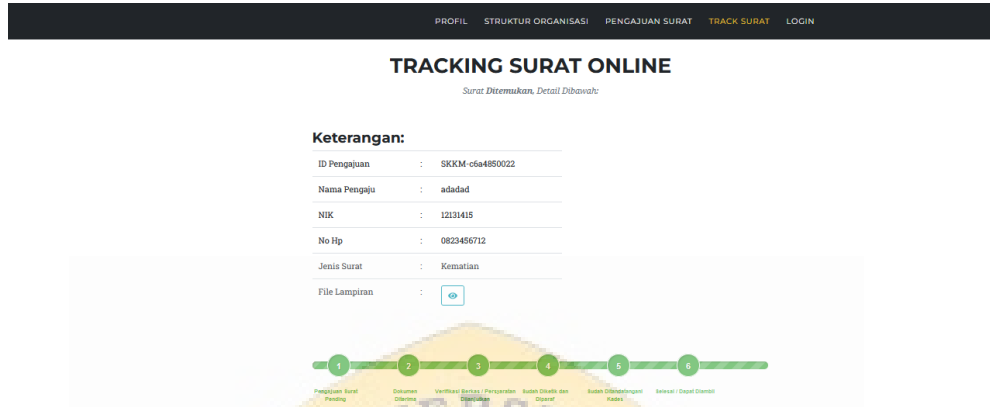 PROFIL STRUKTUR ORGANISASI PENGAJUAN SURAT TRACK SURAT LOGIN
TRACKING SURAT ONLINE
Surat Ditemukan, Detail Dibawah:
Keterangan:
ID Pengajuan : SKKM-c6a4850022
Nama Pengaju : adadad
NIK : 12131415
No Hp : 0823456712
Jenis Surat : Kematian
File Lampiran :
1 2 3 4 5 6
Pengajuan Surat Dokumen Verifikasi Berkas / Persyaratan Sudah Diketik dan Sudah Ditandatangani Selesai / Dapat Diambil
Pending Diterima Dilanjutkan Diparaf Kades